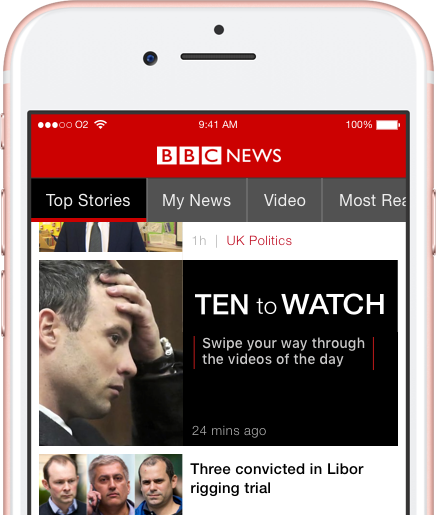 O2 9:41 AM 100%
BBC NEWS
Top Stories My News Video Most Rea
1h | UK Politics
TEN to WATCH
Swipe your way through
the videos of the day
24 mins ago
Three convicted in Libor
rigging trial